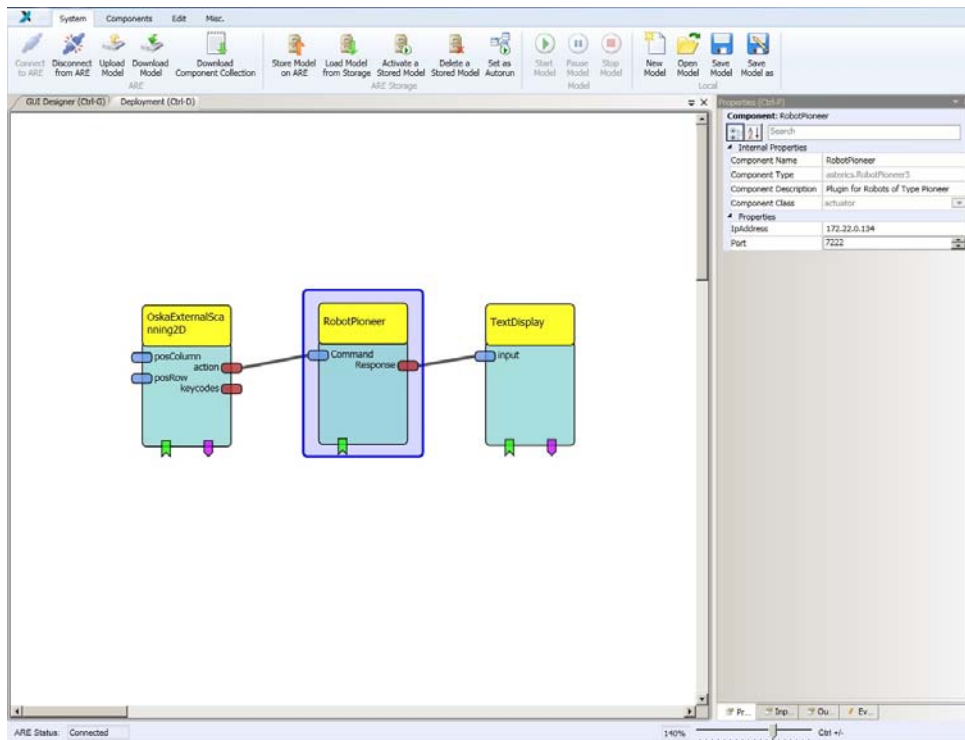 System Components Edit Misc.
Connect to ARE
Disconnect from ARE
Upload Model
Download Model
Download Component Collection
Store Model on ARE
Load Model from Storage
Activate a Stored Model
Delete a Stored Model
Set as Autorun
Start Model
Pause Model
Stop Model
New Model
Open Model
Save Model
Save Model as
ARE
ARE Storage
Model
Local
GUI Designer (Ctrl-G) Deployment (Ctrl-D)
Properties (Ctrl-P)
Component: RobotPioneer
Search
Internal Properties
Component Name RobotPioneer
Component Type asterics.RobotPioneer3
Component Description Plugin for Robots of Type Pioneer
Component Class actuator
Properties
IpAddress 172.22.0.134
Port 7222
OskaExternalSca
nning2D
posColumn
action
posRow
keycodes
RobotPioneer
Command
Response
TextDisplay
input
Pr... Inp... Ou... Ev...
ARE Status: Connected
140% Ctrl +/-